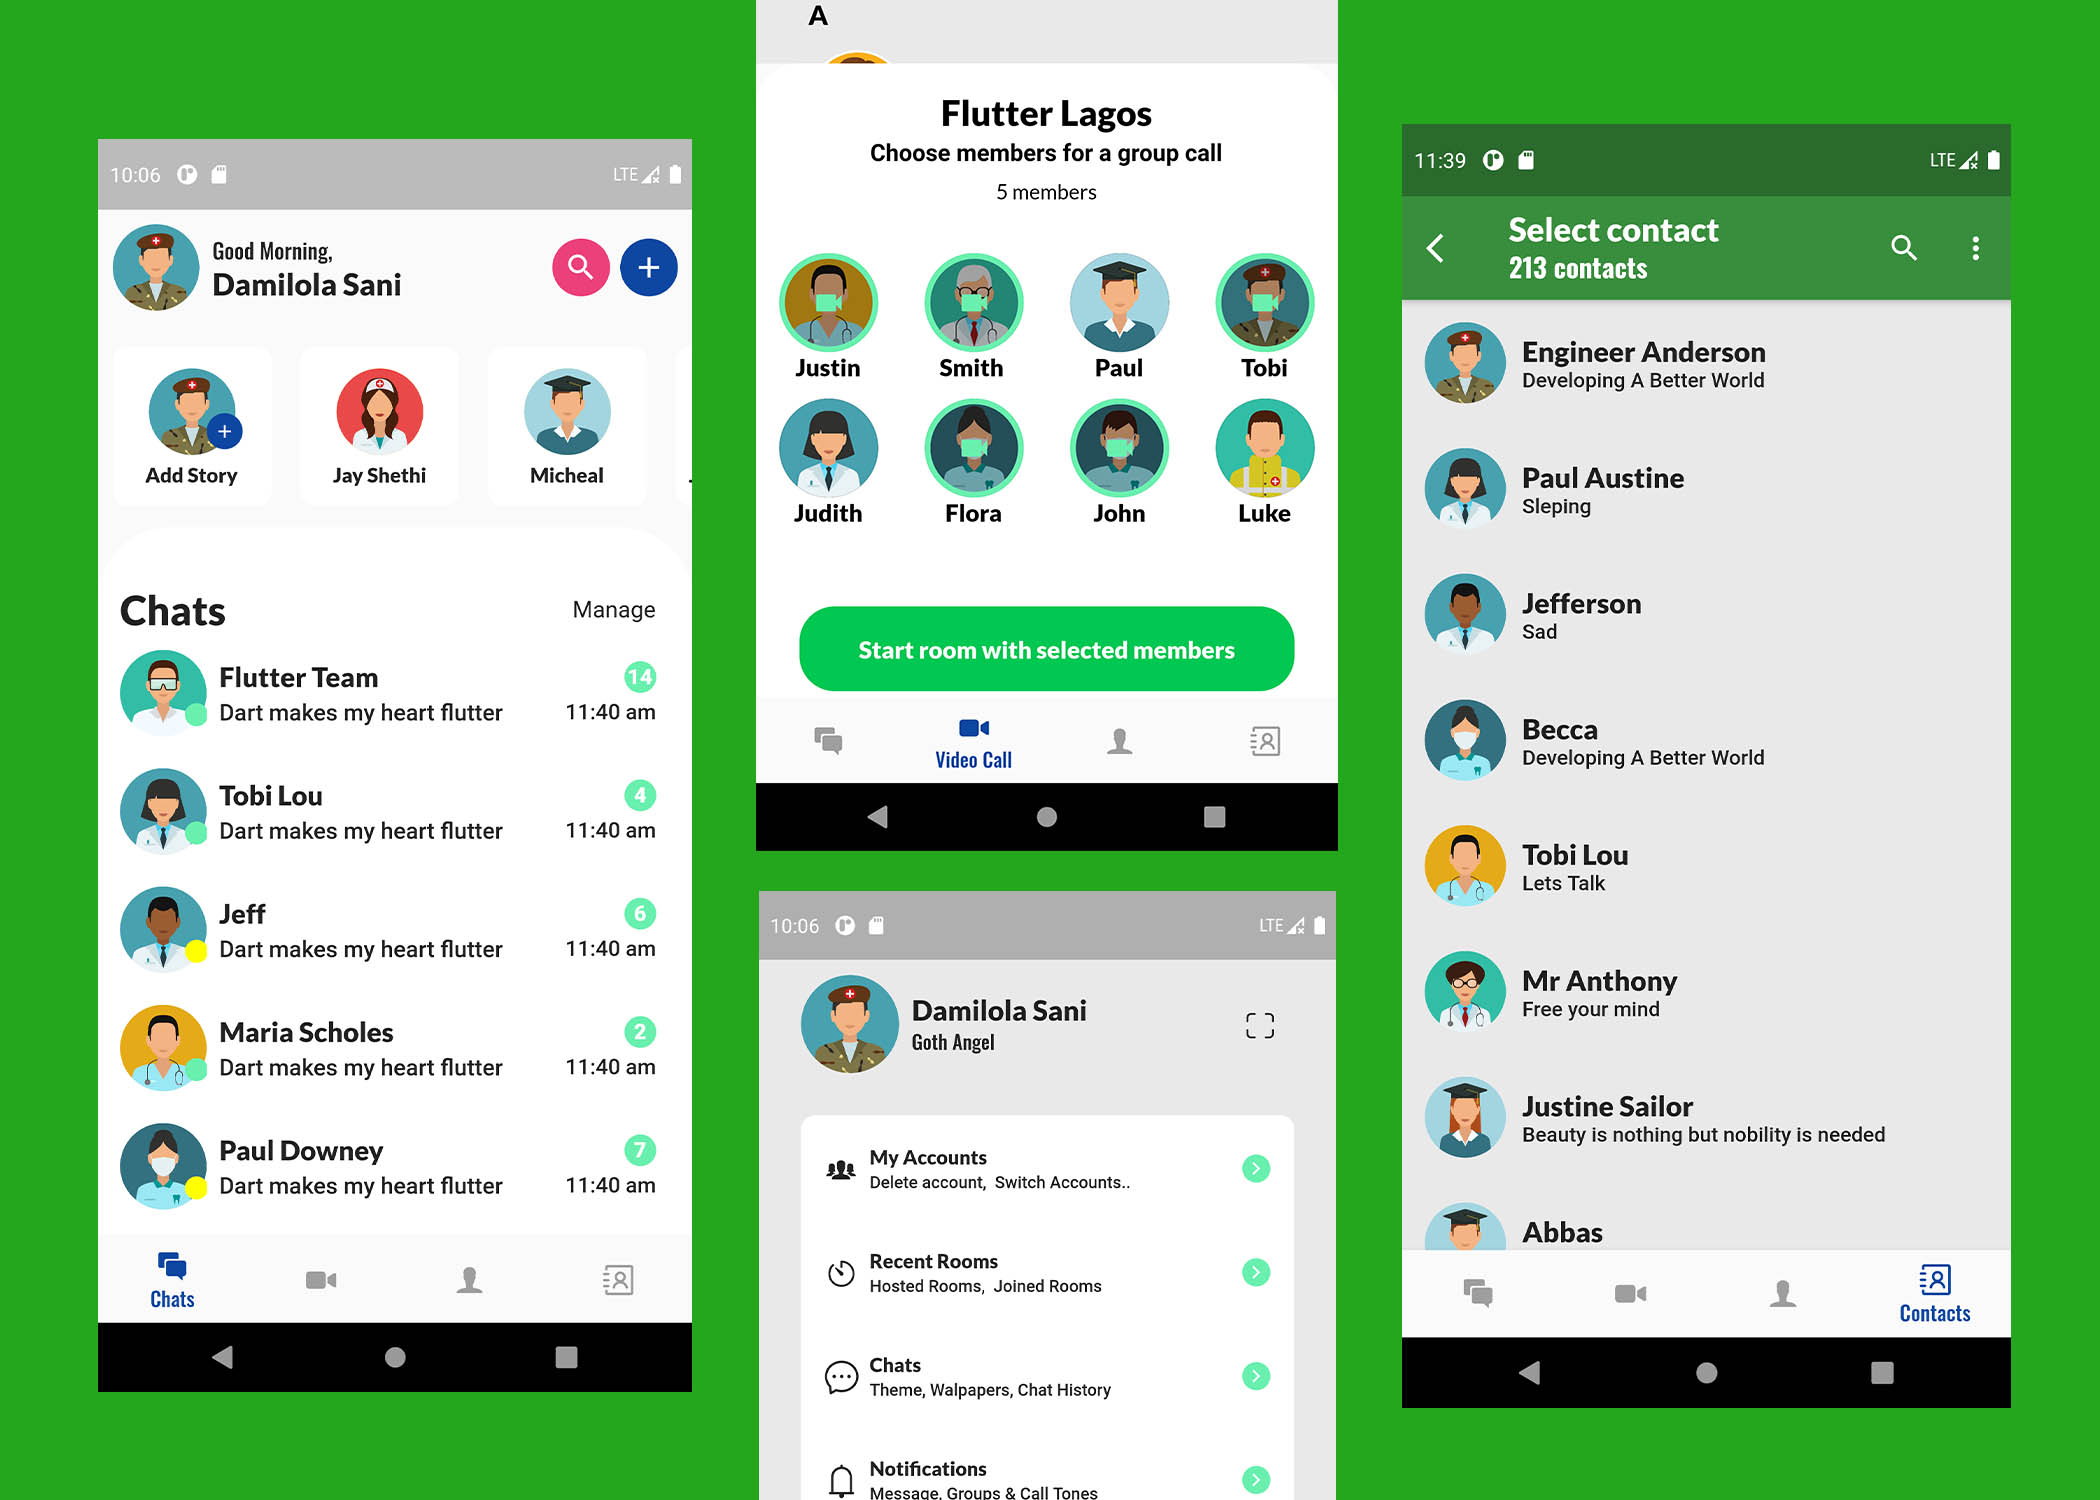 10:06
LTE
Good Morning,
Damilola Sani
Add Story
Jay Shethi
Micheal
Chats
Manage
Flutter Team
14
Dart makes my heart flutter
11:40 am
Tobi Lou
4
Dart makes my heart flutter
11:40 am
Jeff
6
Dart makes my heart flutter
11:40 am
Maria Scholes
2
Dart makes my heart flutter
11:40 am
Paul Downey
7
Dart makes my heart flutter
11:40 am
Chats
A
Flutter Lagos
Choose members for a group call
5 members
Justin
Smith
Paul
Tobi
Judith
Flora
John
Luke
Start room with selected members
Video Call
10:06
LTE
Damilola Sani
Goth Angel
My Accounts
Delete account, Switch Accounts..
Recent Rooms
Hosted Rooms, Joined Rooms
Chats
Theme, Walpapers, Chat History
Notifications
Message, Groups & Call Tones
11:39
LTE
Select contact
213 contacts
Engineer Anderson
Developing A Better World
Paul Austine
Sleping
Jefferson
Sad
Becca
Developing A Better World
Tobi Lou
Lets Talk
Mr Anthony
Free your mind
Justine Sailor
Beauty is nothing but nobility is needed
Abbas
Contacts